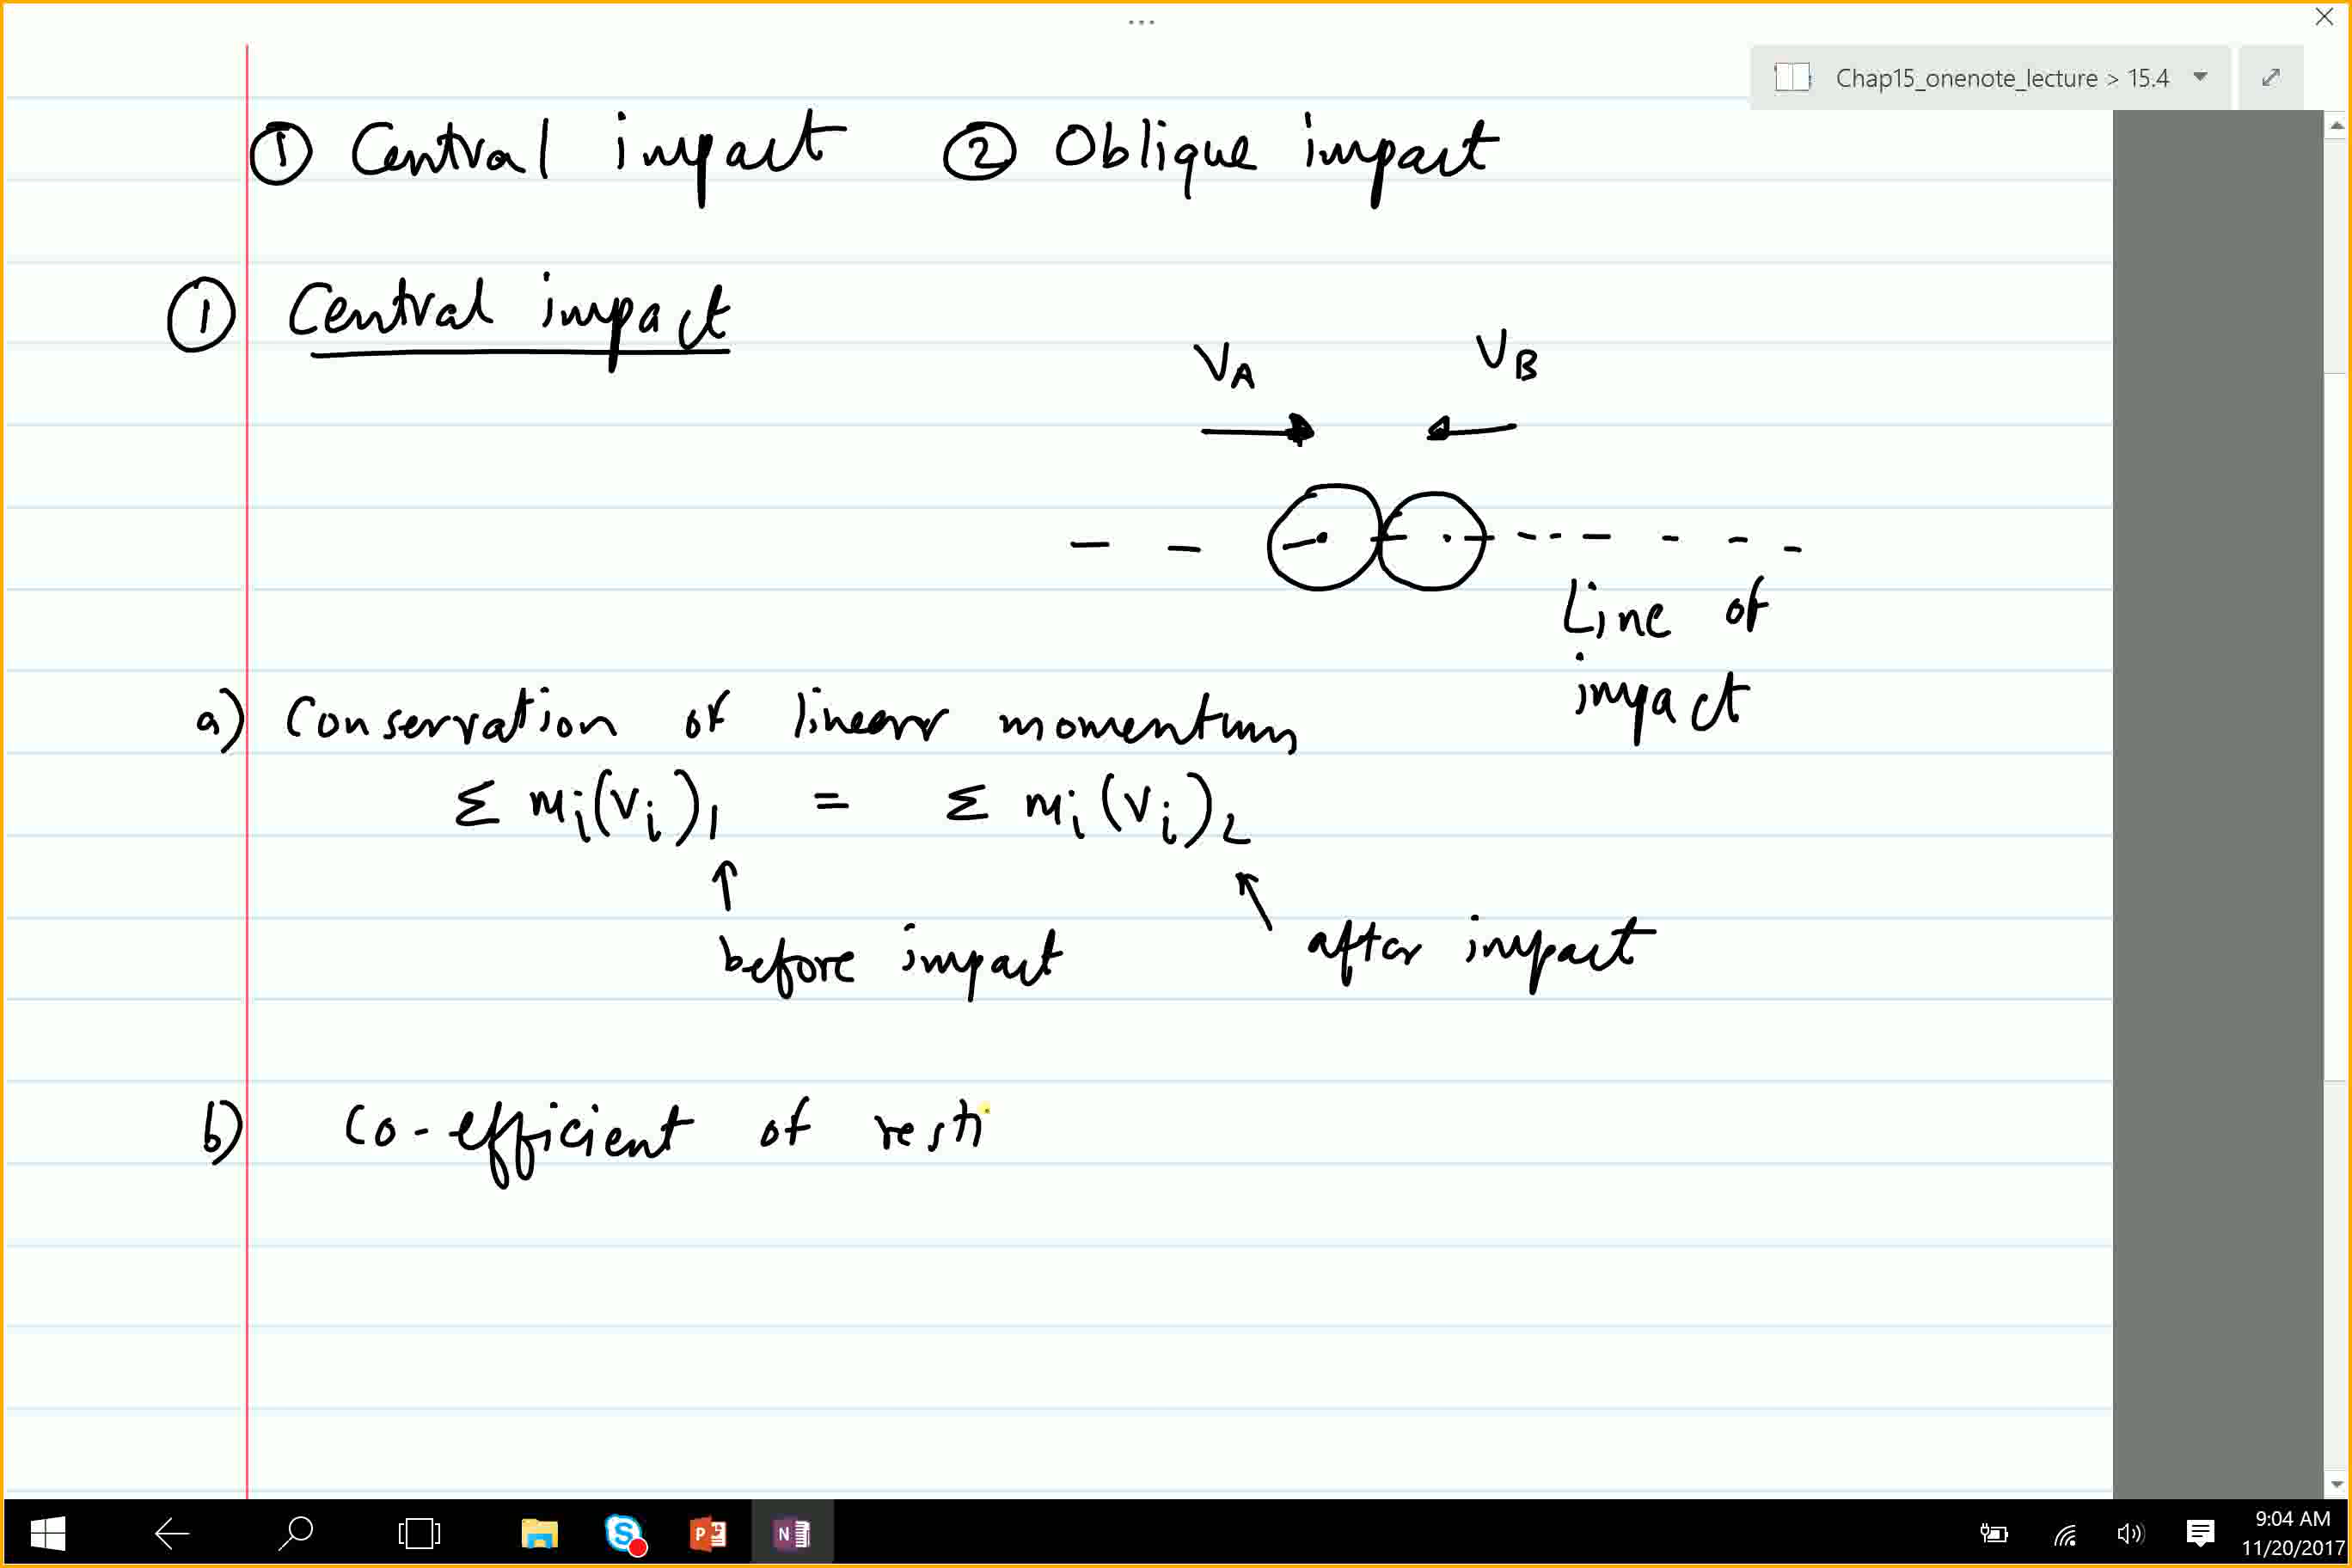 ...
Chap15_onenote_lecture > 15.4
① Central impact ② Oblique impact
① Central impact
VA VB
Line of
impact
a) Conservation of linear momentum
Σ mi(vi)1 = Σ mi(vi)2
before impact after impact
b) Co-efficient of resti
9:04 AM
11/20/2017